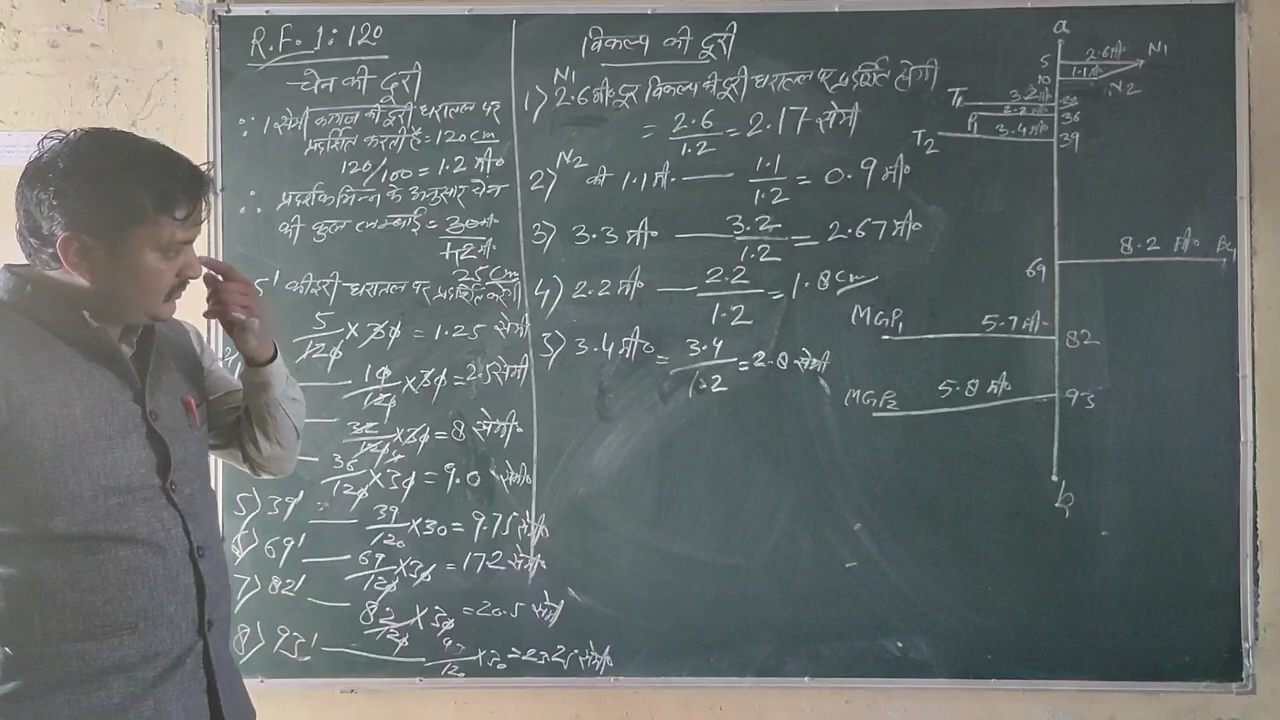 R.F. 1:120
चेन की दूरी
∵ 1 सेमी कागज की दूरी धरातल पर
प्रदर्शित करती है = 120 cm
120/100 = 1.2 मी०
∴ प्रदर्शक भिन्न के अनुसार चेन
की कुल लम्बाई = 30मी / 1.2मी
25 cm
5' की दूरी धरातल पर प्रदर्शित करेगी
5/120 × 30 = 1.25 सेमी
10/120 × 30 = 2.5 सेमी
32/120 × 30 = 8 सेमी०
36/120 × 30 = 9.0 सेमी०
5) 39' — 39/120 × 30 = 9.75 सेमी०
6) 69' — 69/120 × 30 = 17.2 सेमी०
7) 82' — 82/120 × 30 = 20.5 सेमी
8) 93' — 93/120 × 30 = 23.25 सेमी०
विकल्प की दूरी
N1
1) 2.6 मी० दूर विकल्प की दूरी धरातल पर प्रदर्शित होगी
= 2.6/1.2 = 2.17 सेमी
2) N2 की 1.1 मी. — 1.1/1.2 = 0.9 मी०
3) 3.3 मी० — 3.2/1.2 = 2.67 मी०
4) 2.2 मी० — 2.2/1.2 = 1.8 cm
5) 3.4 मी० = 3.4/1.2 = 2.8 सेमी
a
5 2.6 मी० N1
10 1.1 मी० N2
T1
P1 2.2 मी० 36
T2 3.4 मी० 39
69 8.2 मी०
MGP1 5.7 मी० 82
MGP2 5.8 मी० 93
b